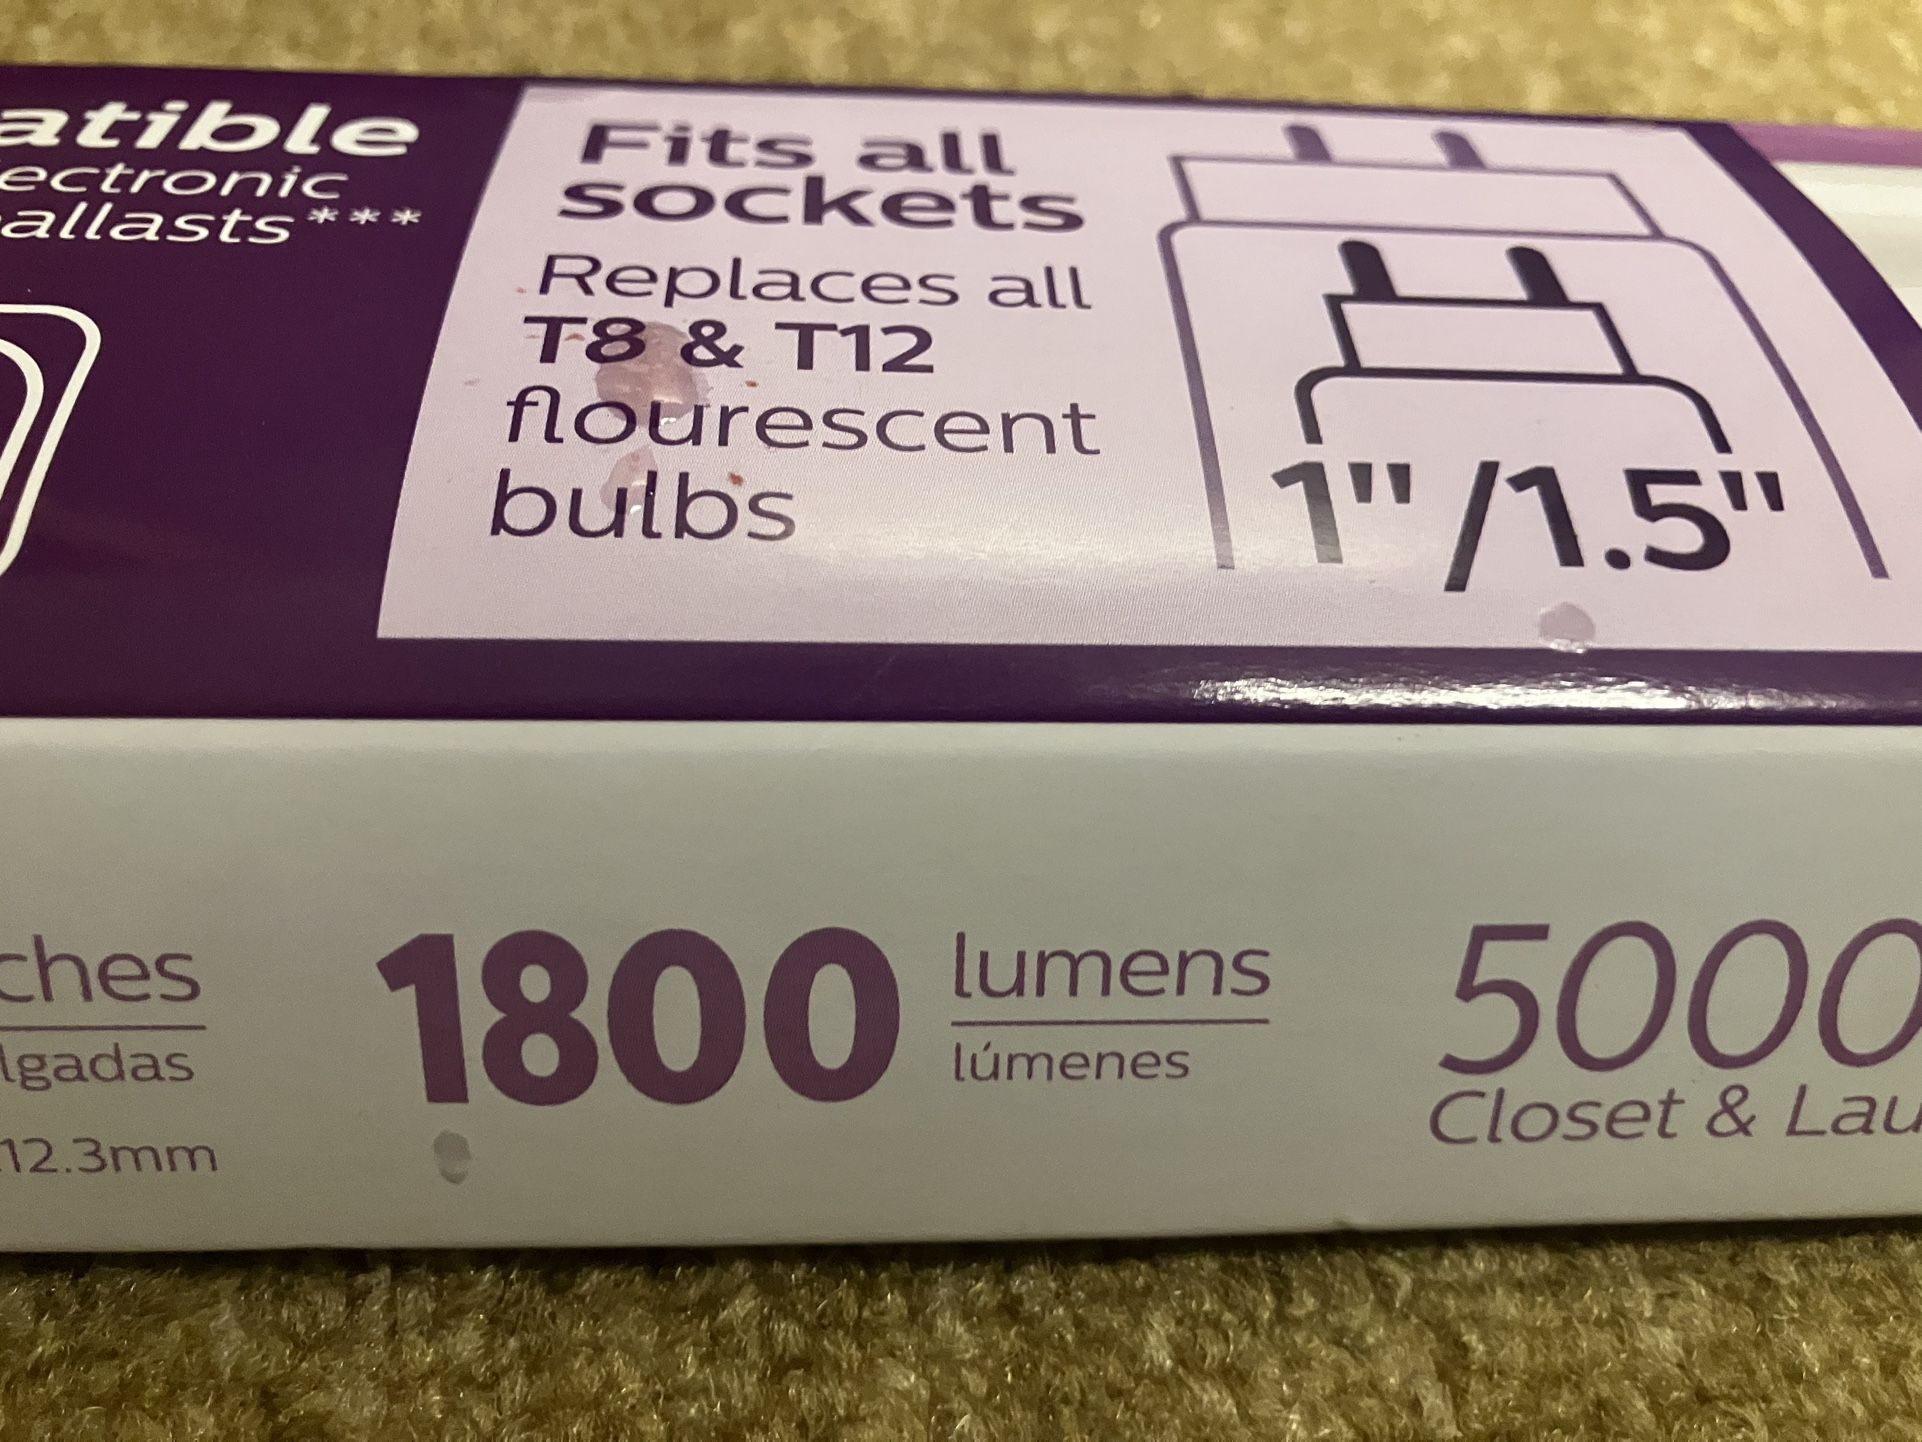 atible
ectronic
allasts***
Fits all
sockets
Replaces all
T8 & T12
flourescent
bulbs
1"/1.5"
ches
lgadas
12.3mm
1800
lumens
lúmenes
5000
Closet & Lau